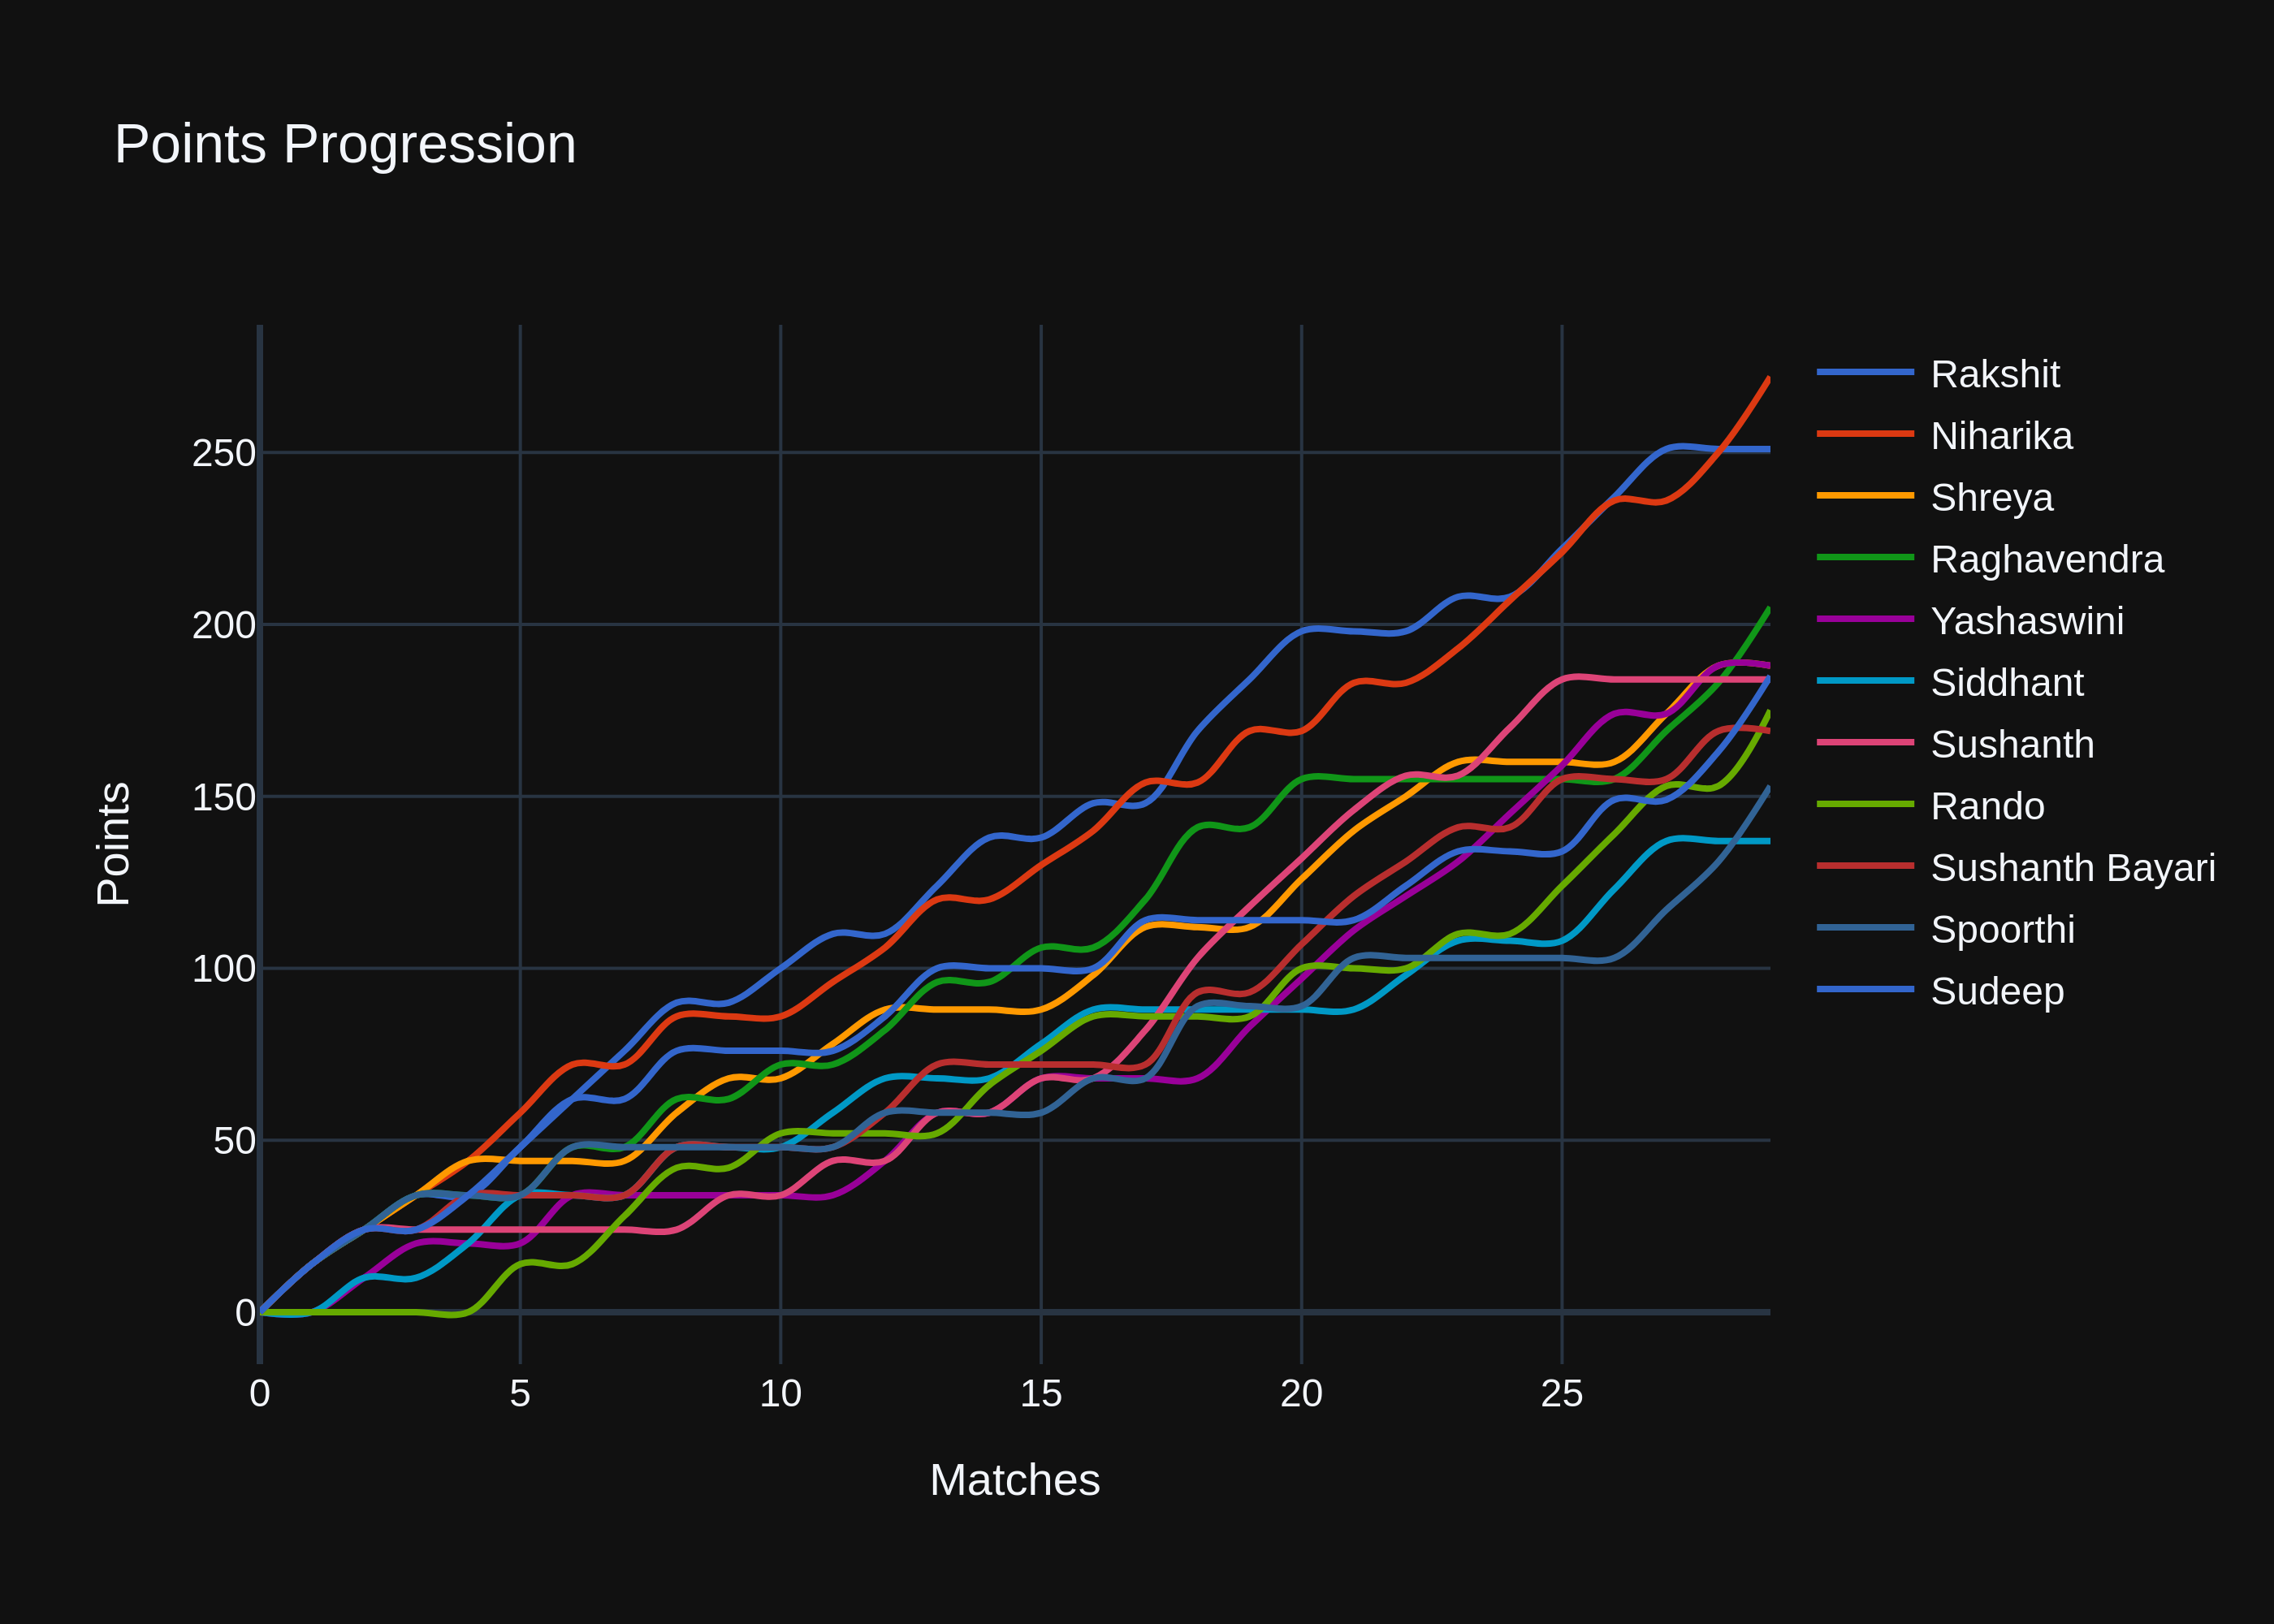 Points Progression
Points
250
200
150
100
50
0
0
5
10
15
20
25
Matches
Rakshit
Niharika
Shreya
Raghavendra
Yashaswini
Siddhant
Sushanth
Rando
Sushanth Bayari
Spoorthi
Sudeep